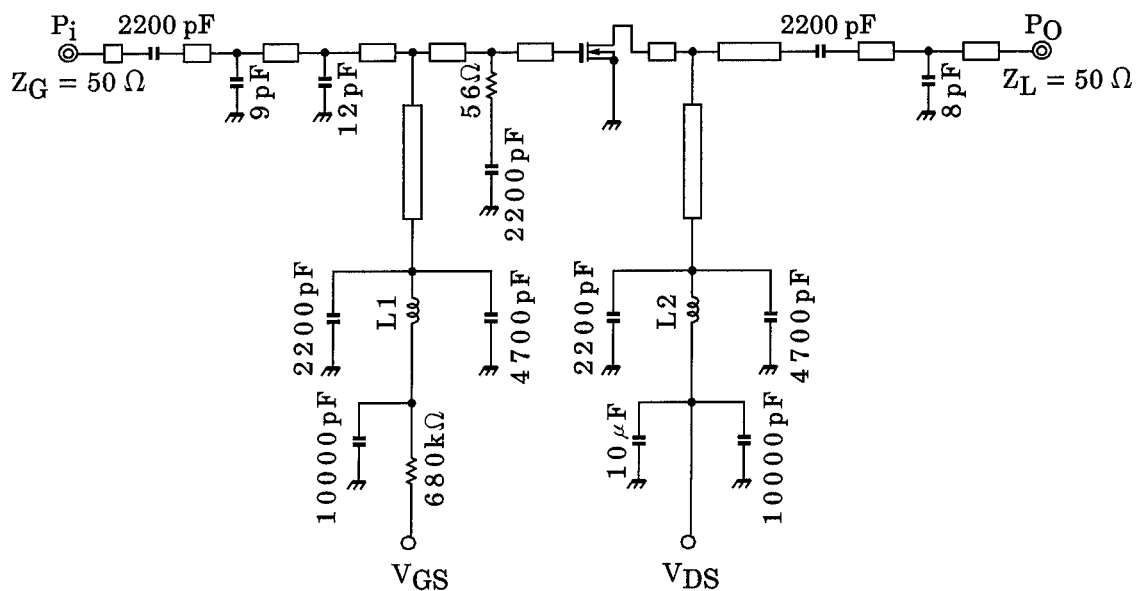 Pi
2200 pF
2200 pF
PO
ZG = 50 Ω
9pF
12pF
56Ω
2200pF
8pF
ZL = 50 Ω
2200pF
L1
4700pF
2200pF
L2
4700pF
10000pF
680kΩ
10μF
10000pF
VGS
VDS